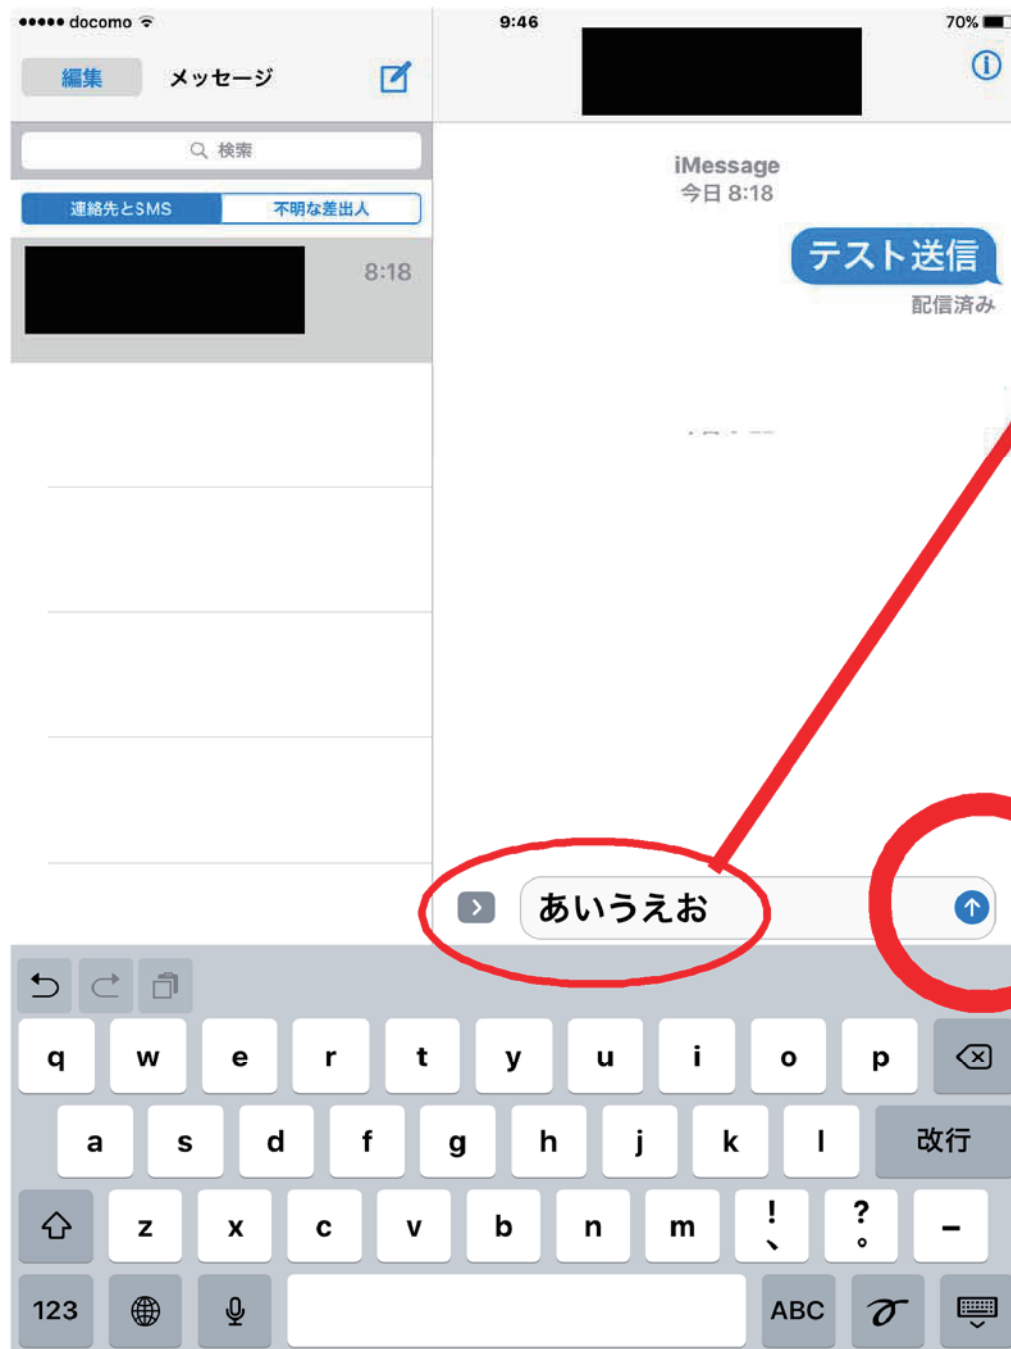 docomo
9:46
70%
編集
メッセージ
検索
連絡先とSMS
不明な差出人
8:18
iMessage
今日 8:18
テスト送信
配信済み
あいうえお
q w e r t y u i o p
a s d f g h j k l 改行
z x c v b n m ! 、 ? 。 ー
123 ABC